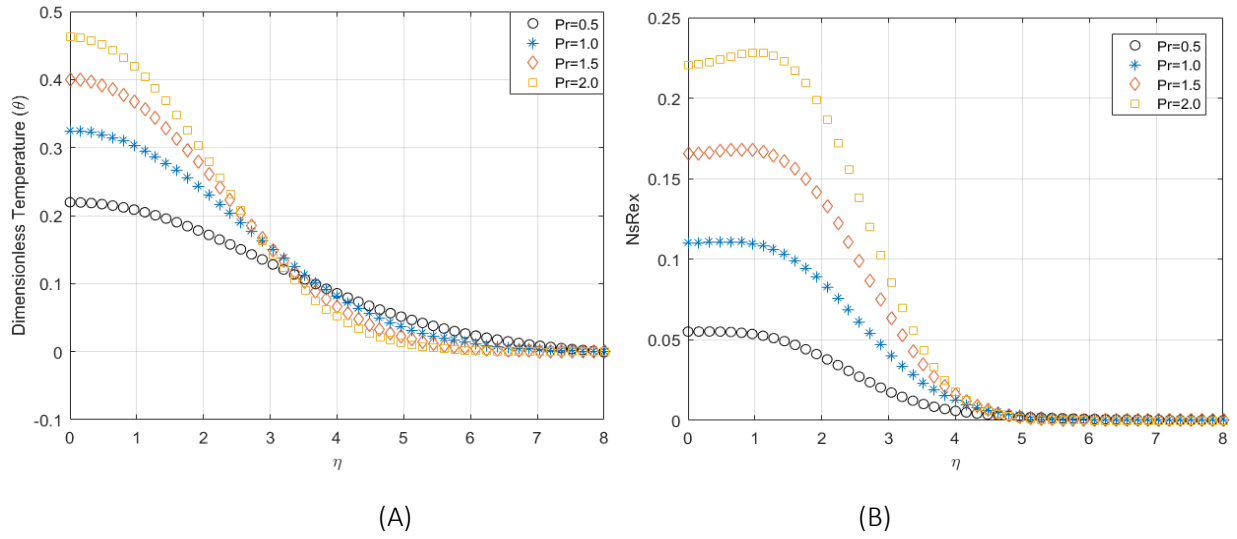 0.5
0.4
0.3
0.2
0.1
0
-0.1
Dimensionless Temperature (θ)
0 1 2 3 4 5 6 7 8
η
Pr=0.5
Pr=1.0
Pr=1.5
Pr=2.0
(A)
0.25
0.2
0.15
0.1
0.05
0
NsRex
0 1 2 3 4 5 6 7 8
η
Pr=0.5
Pr=1.0
Pr=1.5
Pr=2.0
(B)